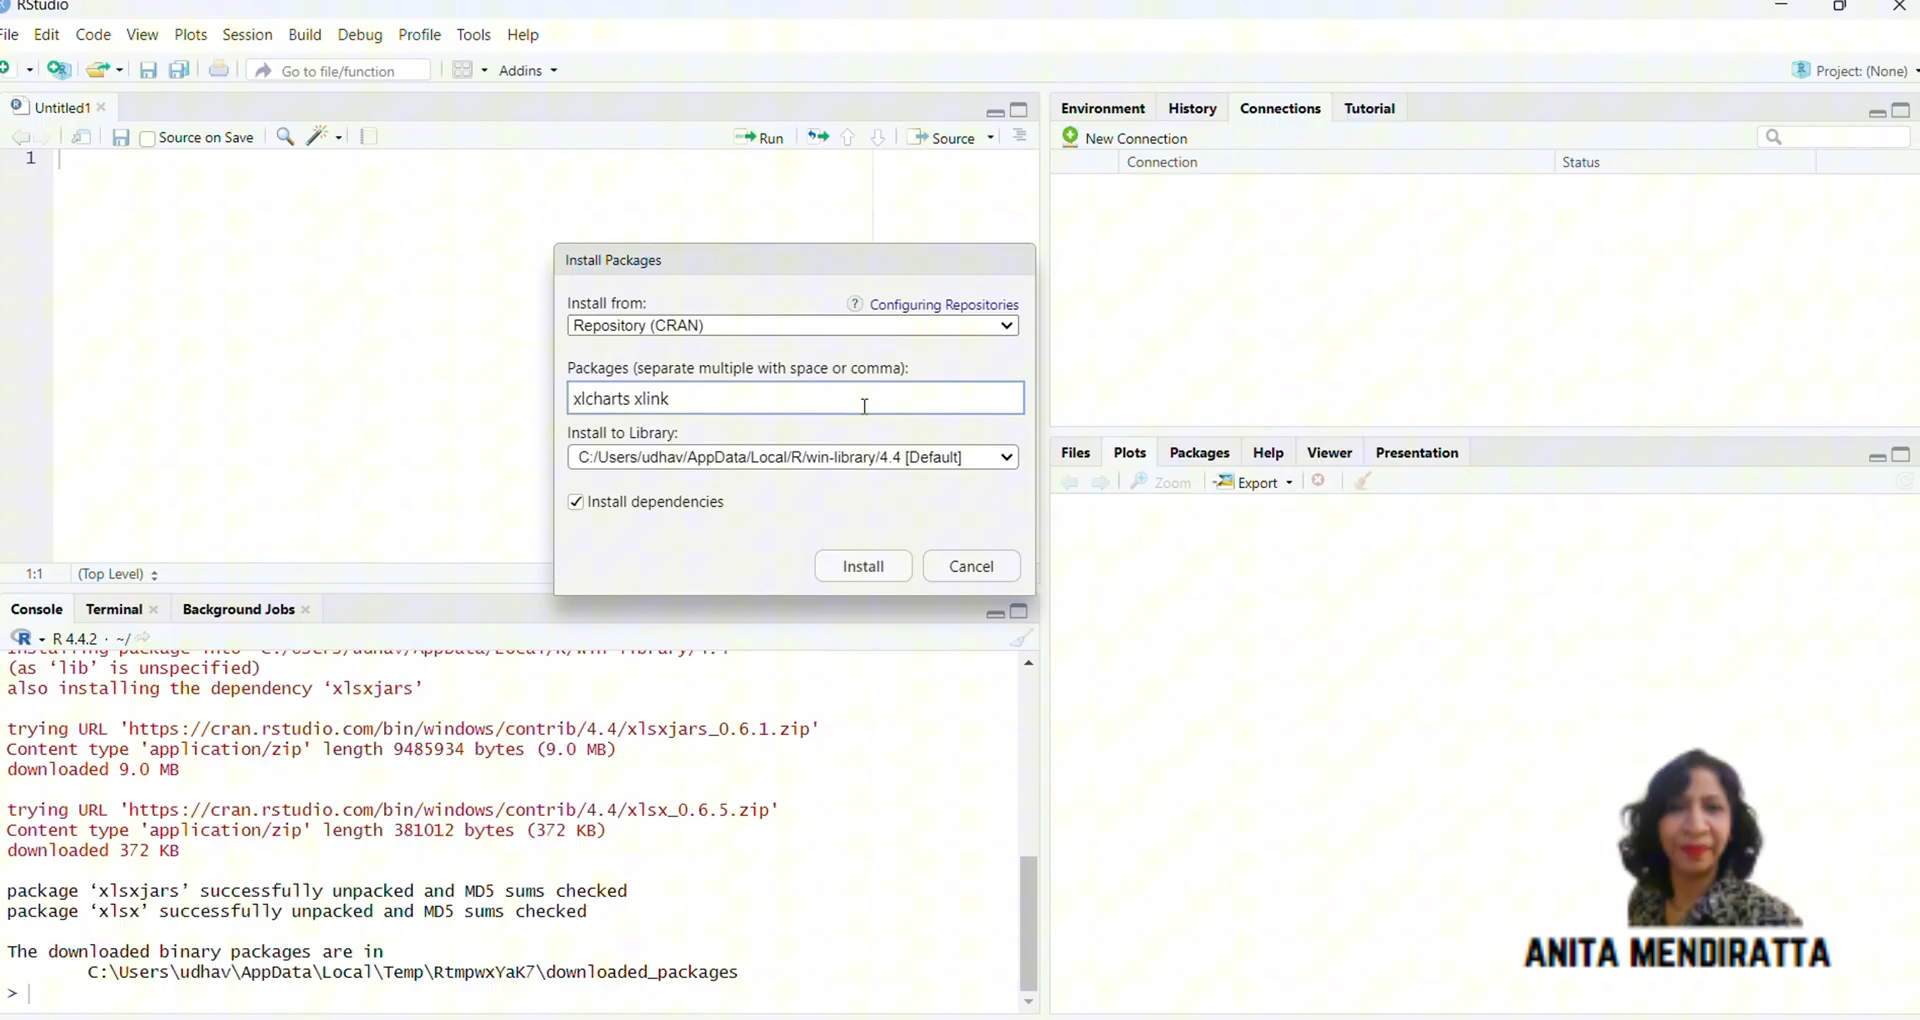 RStudio
File Edit Code View Plots Session Build Debug Profile Tools Help
Go to file/function Addins Project: (None)
Untitled1
Source on Save Run Source
1
Environment History Connections Tutorial
New Connection
Connection Status
Install Packages
Install from: ? Configuring Repositories
Repository (CRAN)
Packages (separate multiple with space or comma):
xlcharts xlink
Install to Library:
C:/Users/udhav/AppData/Local/R/win-library/4.4 [Default]
Install dependencies
Install Cancel
1:1 (Top Level)
Files Plots Packages Help Viewer Presentation
Zoom Export
Console Terminal Background Jobs
R 4.4.2 · ~/
(as ‘lib’ is unspecified)
also installing the dependency ‘xlsxjars’
trying URL 'https://cran.rstudio.com/bin/windows/contrib/4.4/xlsxjars_0.6.1.zip'
Content type 'application/zip' length 9485934 bytes (9.0 MB)
downloaded 9.0 MB
trying URL 'https://cran.rstudio.com/bin/windows/contrib/4.4/xlsx_0.6.5.zip'
Content type 'application/zip' length 381012 bytes (372 KB)
downloaded 372 KB
package ‘xlsxjars’ successfully unpacked and MD5 sums checked
package ‘xlsx’ successfully unpacked and MD5 sums checked
The downloaded binary packages are in
C:\Users\udhav\AppData\Local\Temp\RtmpwxYaK7\downloaded_packages
>
ANITA MENDIRATTA